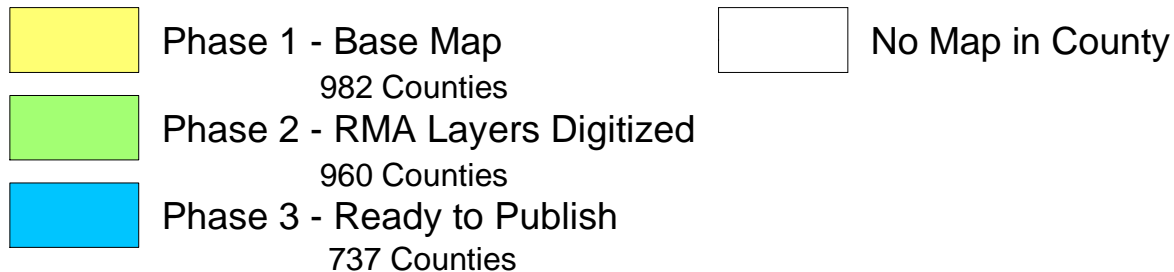 Phase 1 - Base Map
982 Counties
Phase 2 - RMA Layers Digitized
960 Counties
Phase 3 - Ready to Publish
737 Counties
No Map in County